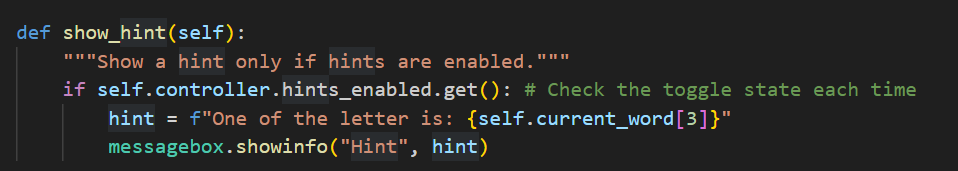 def show_hint(self):
    """Show a hint only if hints are enabled."""
    if self.controller.hints_enabled.get(): # Check the toggle state each time
        hint = f"One of the letter is: {self.current_word[3]}"
        messagebox.showinfo("Hint", hint)